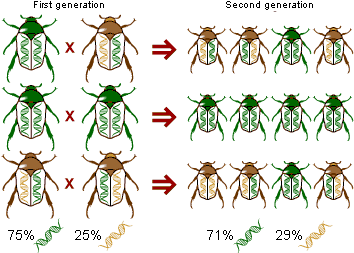 First generation Second generation
X
X
X
75% 25% 71% 29%